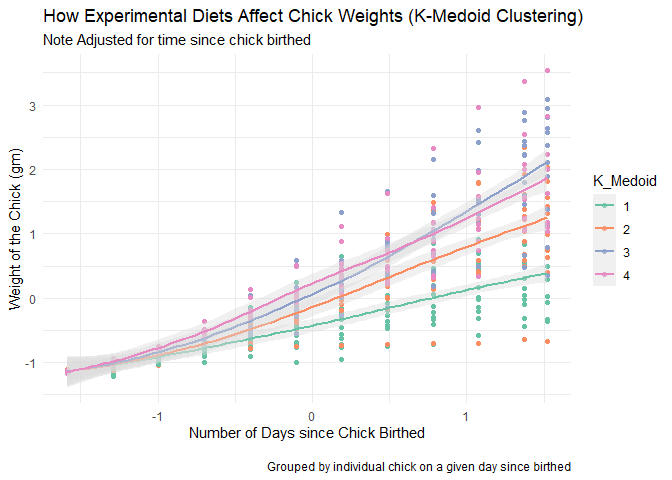 How Experimental Diets Affect Chick Weights (K-Medoid Clustering)
Note Adjusted for time since chick birthed
Weight of the Chick (gm)
3
2
1
0
-1
-1
0
1
Number of Days since Chick Birthed
K_Medoid
1
2
3
4
Grouped by individual chick on a given day since birthed